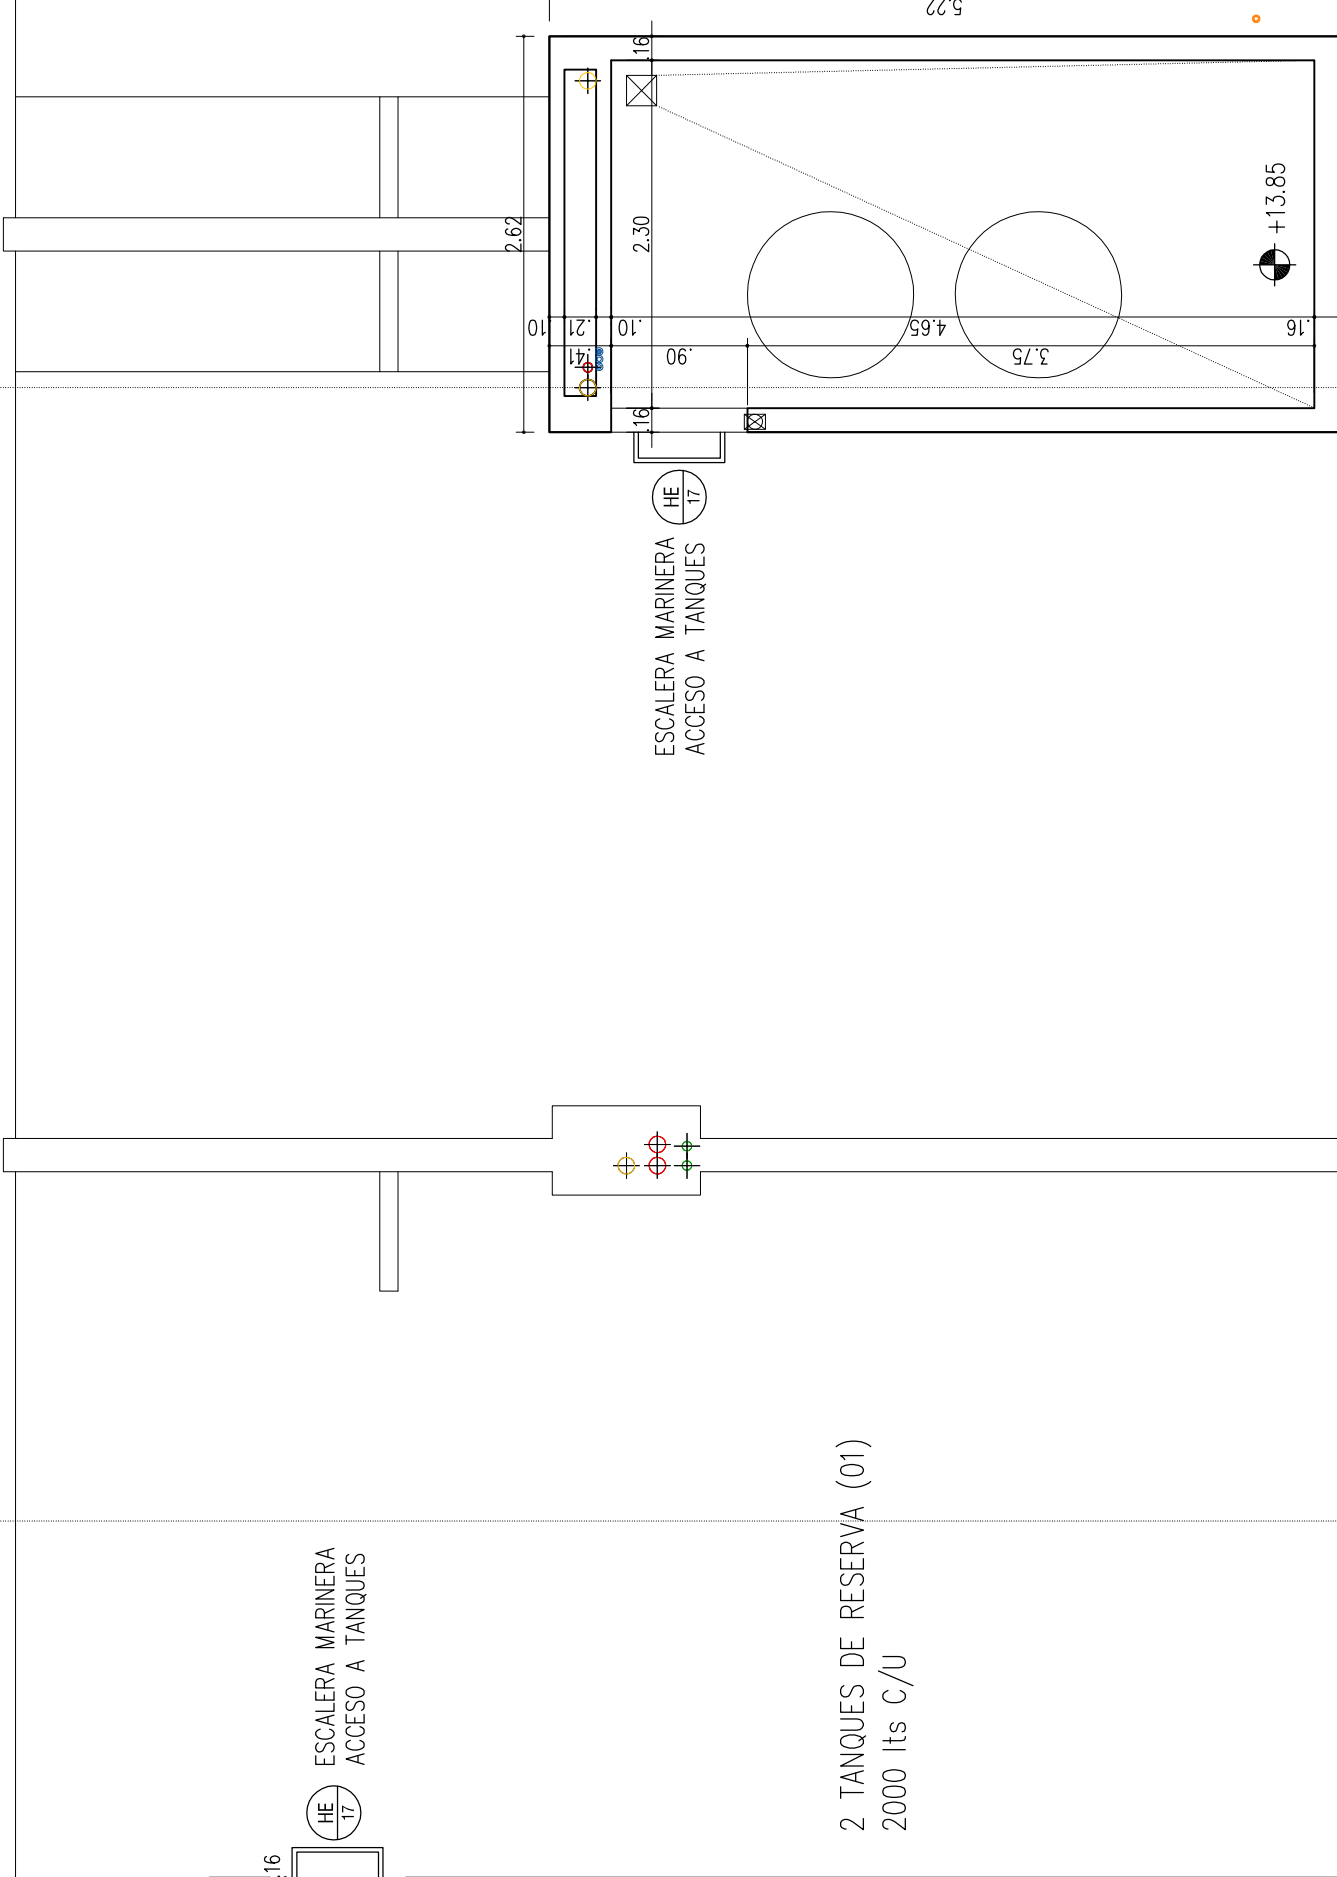 5.22
.16
2.62
2.30
+13.85
.10
.21
.10
4.65
.16
.41
.90
3.75
.16
HE
17
ESCALERA MARINERA
ACCESO A TANQUES
2 TANQUES DE RESERVA (01)
2000 lts C/U
ESCALERA MARINERA
ACCESO A TANQUES
HE
17
.16